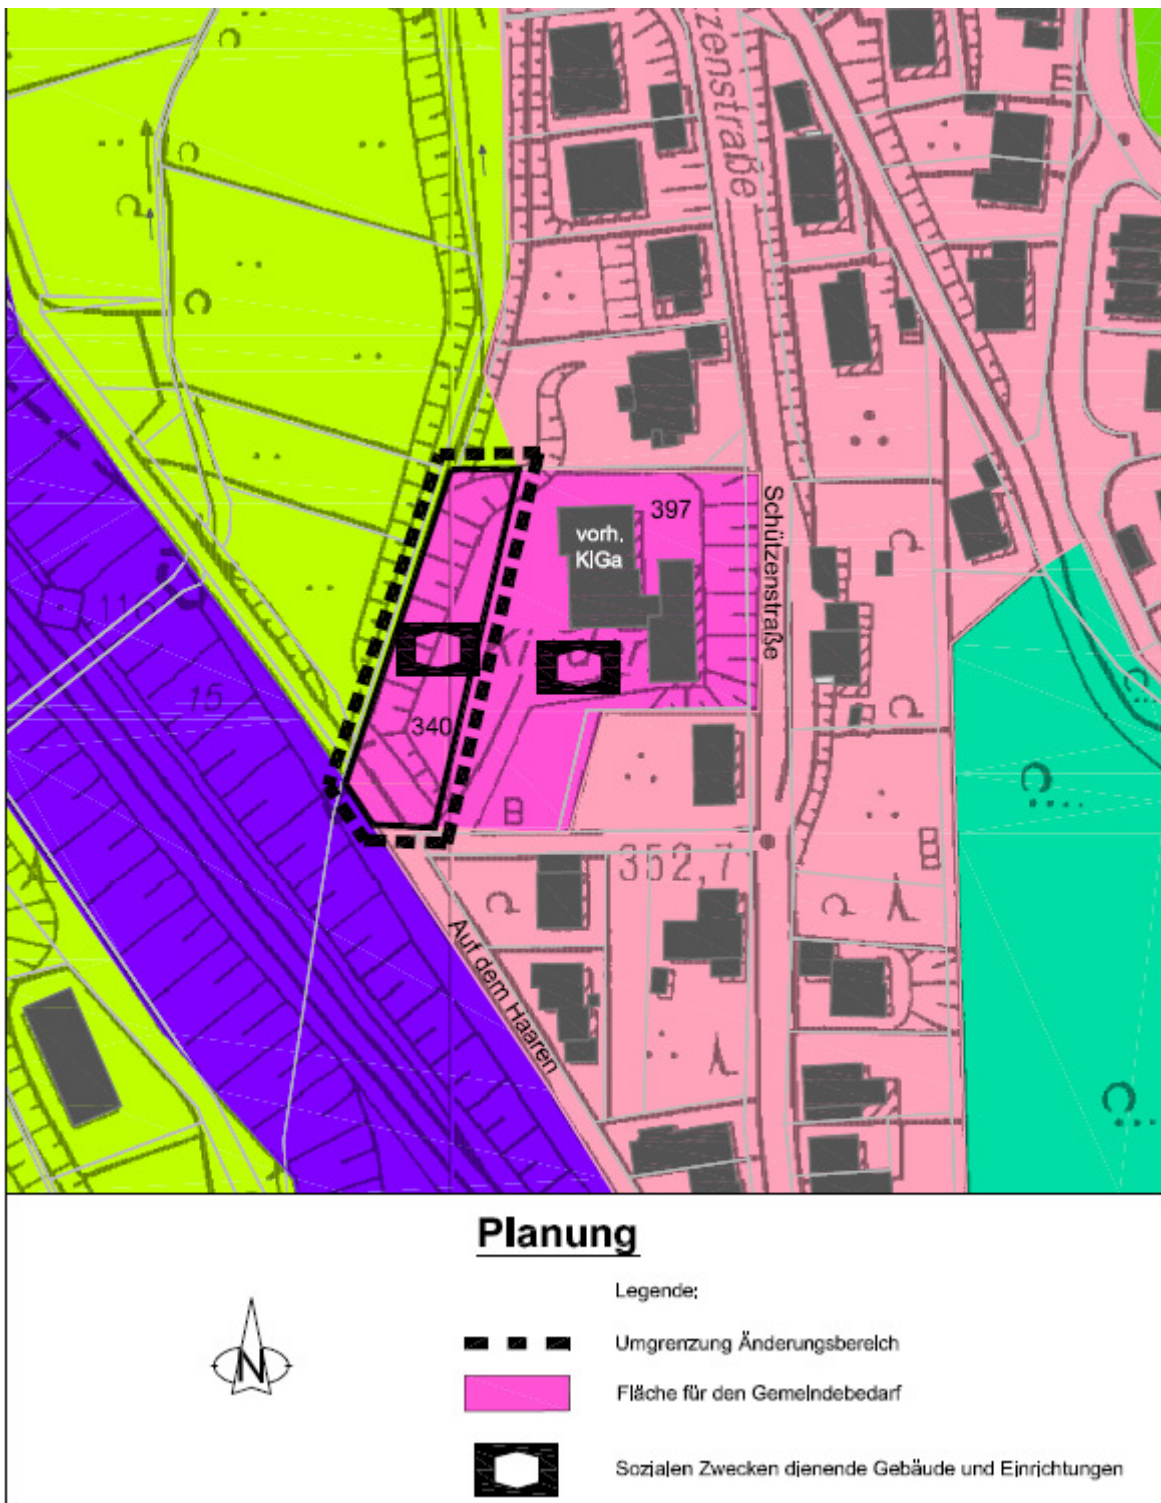 zenstraße
397
vorh.
KiGa
Schützenstraße
15
340
352,7
Auf dem Haaren
Planung
Legende:
N
Umgrenzung Änderungsbereich
Fläche für den Gemeindebedarf
Sozialen Zwecken dienende Gebäude und Einrichtungen